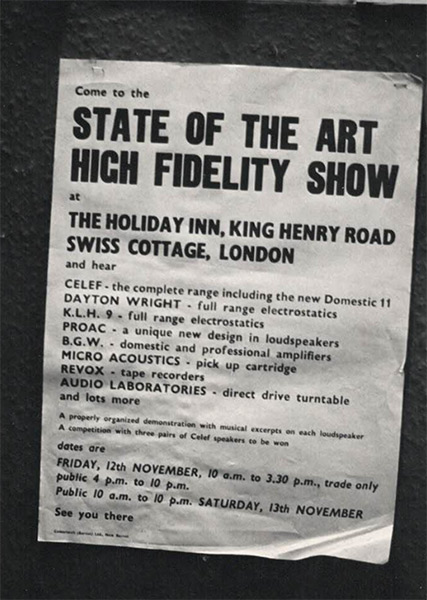 Come to the
STATE OF THE ART
HIGH FIDELITY SHOW
at
THE HOLIDAY INN, KING HENRY ROAD
SWISS COTTAGE, LONDON
and hear
CELEF - the complete range including the new Domestic 11
DAYTON WRIGHT - full range electrostatics
K.L.H. 9 - full range electrostatics
PROAC - a unique new design in loudspeakers
B.G.W. - domestic and professional amplifiers
MICRO ACOUSTICS - pick up cartridge
REVOX - tape recorders
AUDIO LABORATORIES - direct drive turntable
and lots more
A properly organized demonstration with musical excerpts on each loudspeaker
A competition with three pairs of Celef speakers to be won
dates are
FRIDAY, 12th NOVEMBER, 10 a.m. to 3.30 p.m., trade only
public 4 p.m. to 10 p.m.
Public 10 a.m. to 10 p.m. SATURDAY, 13th NOVEMBER
See you there